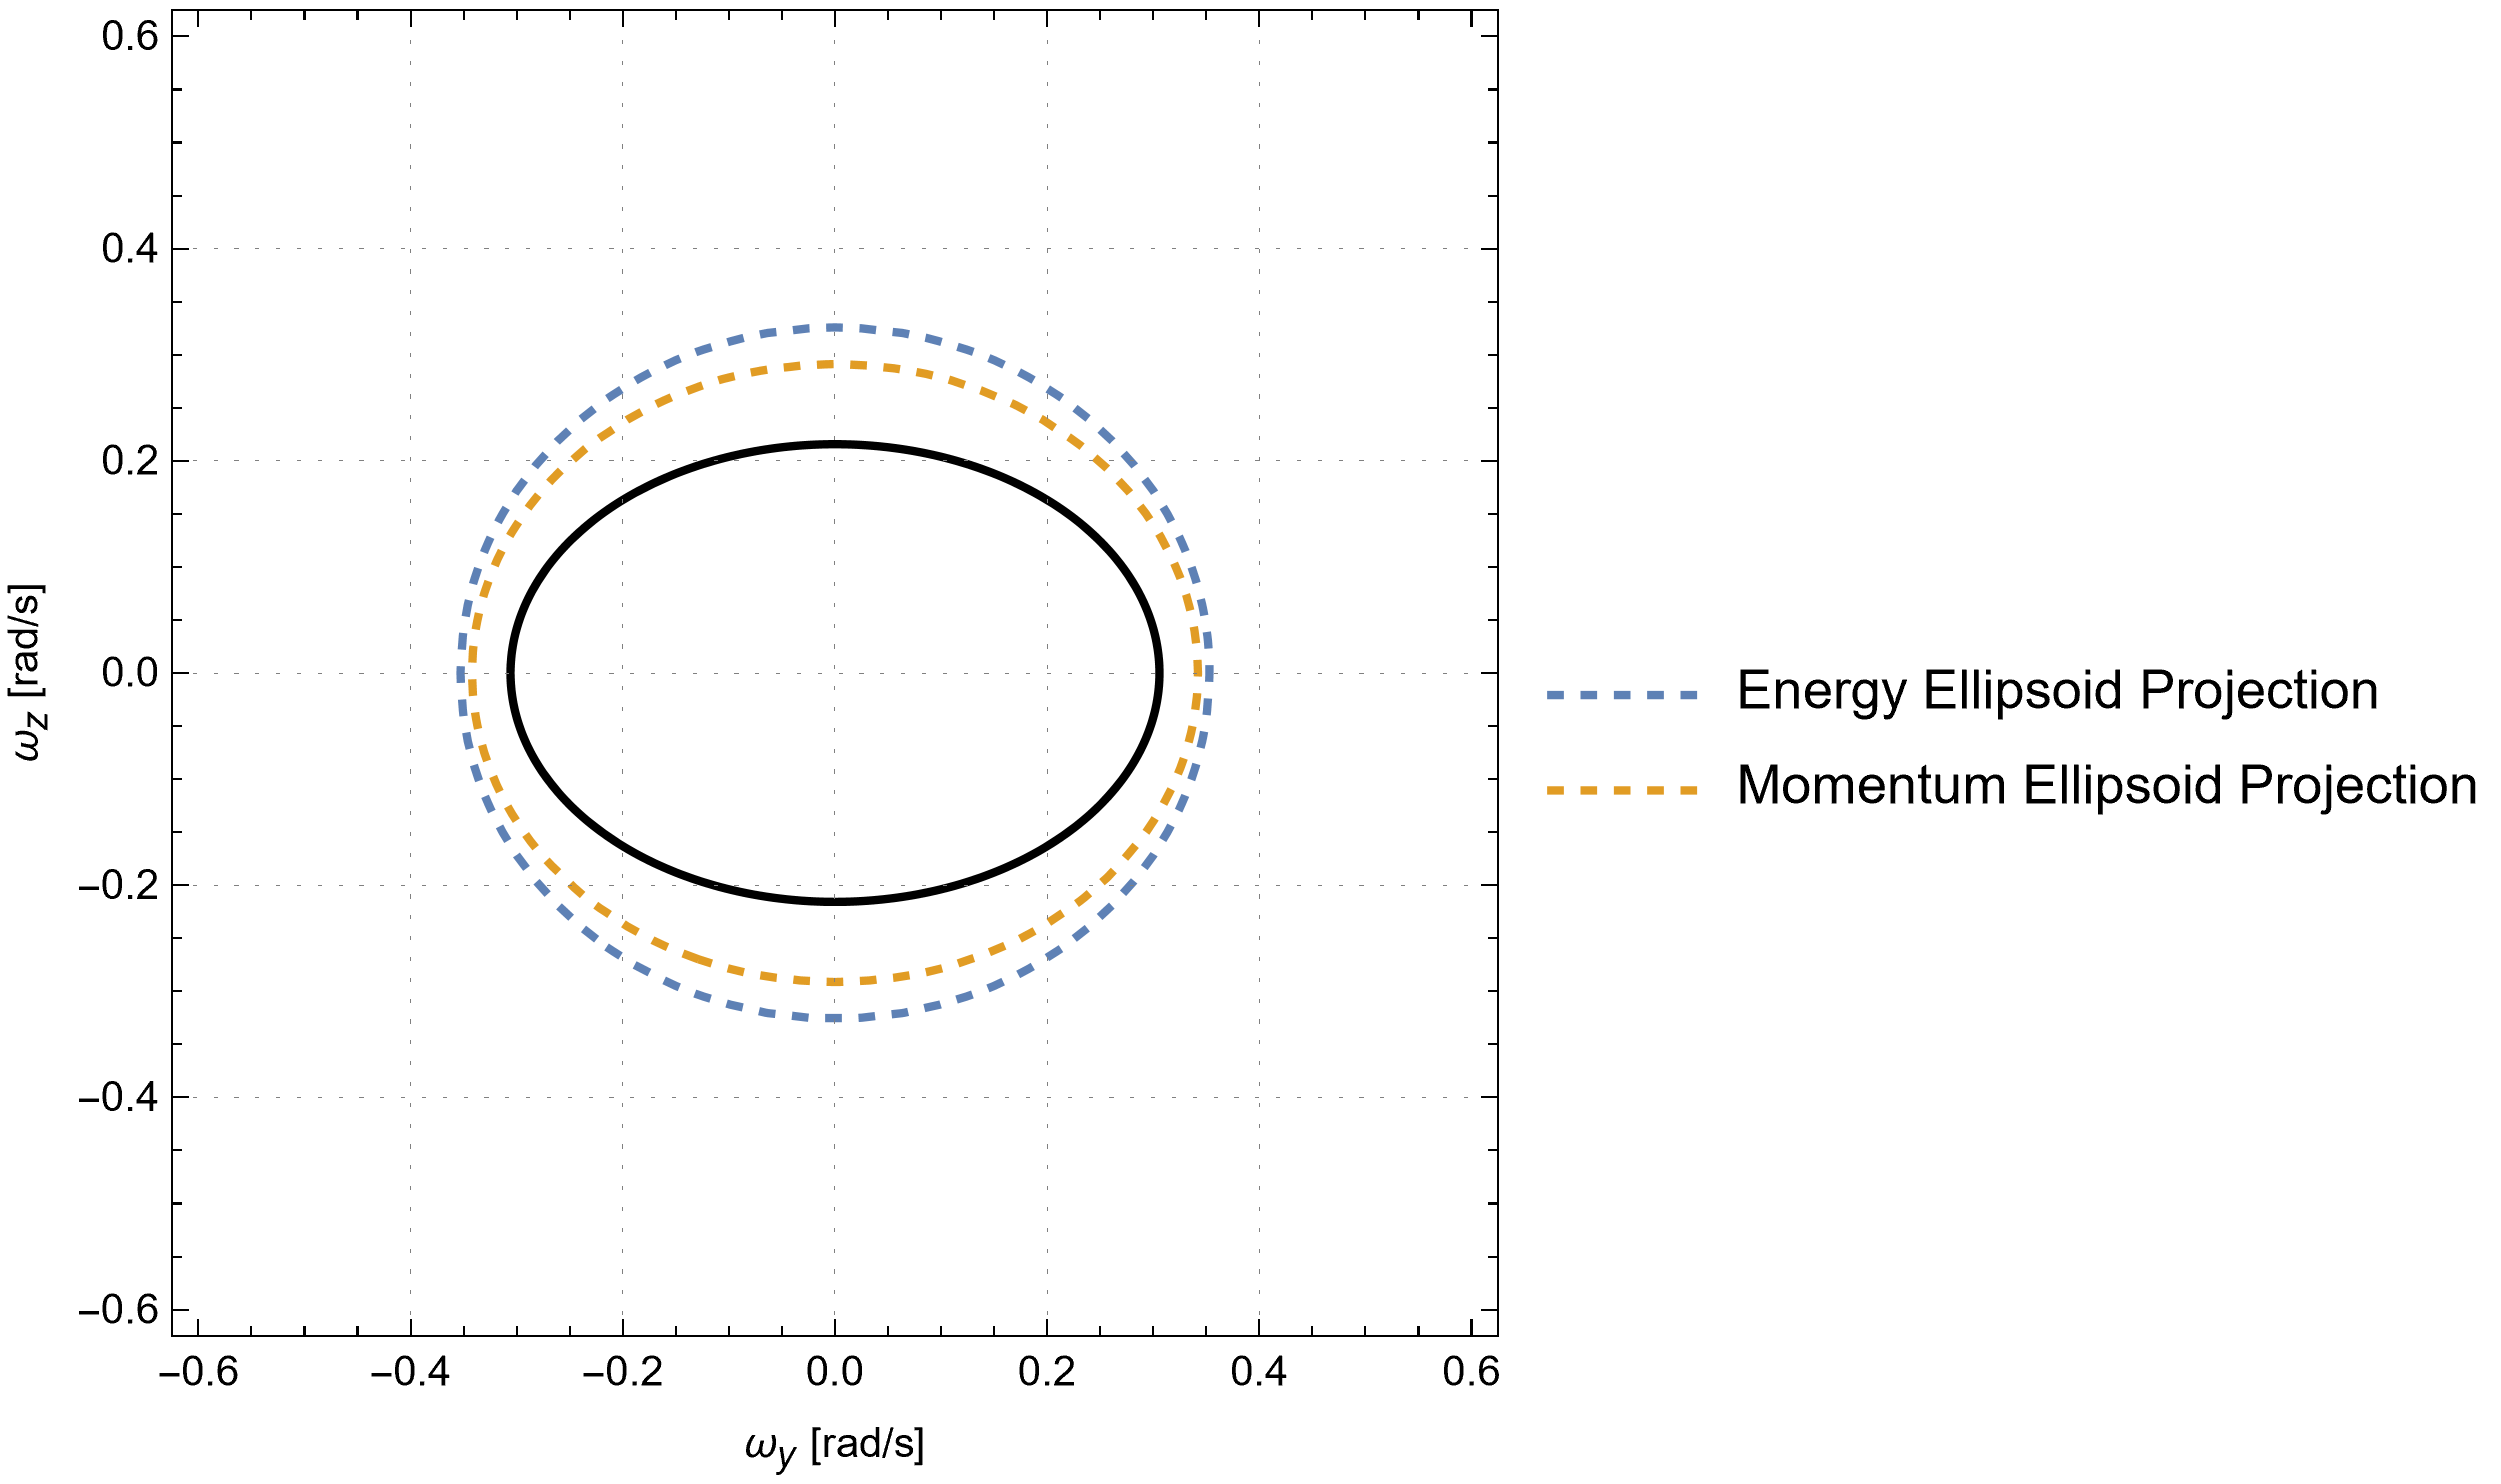 0.6
0.4
0.2
0.0
−0.2
−0.4
−0.6
ωz [rad/s]
−0.6 −0.4 −0.2 0.0 0.2 0.4 0.6
ωy [rad/s]
Energy Ellipsoid Projection
Momentum Ellipsoid Projection